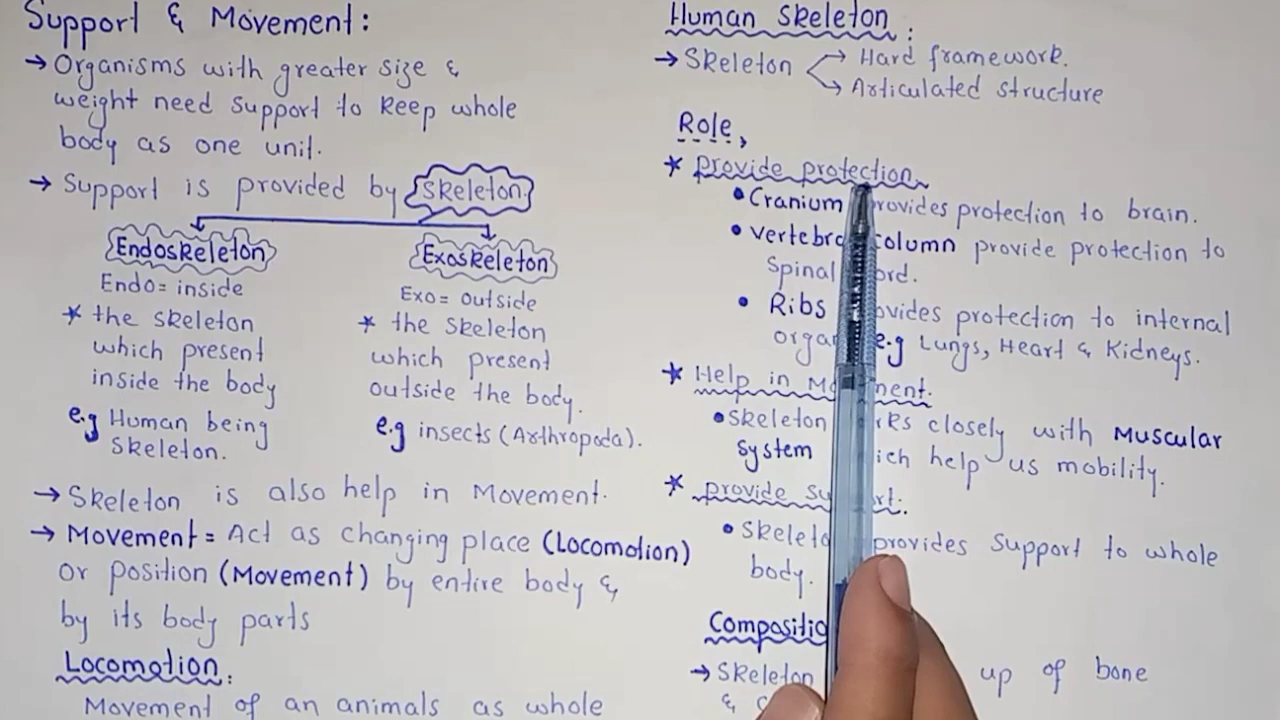 Support & Movement:
→ Organisms with greater size &
weight need support to keep whole
body as one unit.
→ Support is provided by Skeleton.
Endoskeleton
Endo= inside
* the skeleton
which present
inside the body
e.g Human being
skeleton.
Exoskeleton
Exo= outside
* the skeleton
which present
outside the body.
e.g insects (Arthropoda).
→ Skeleton is also help in Movement.
→ Movement = Act as changing place (Locomotion)
or position (Movement) by entire body &
by its body parts
Locomotion:
Movement of an animals as whole
Human Skeleton:
→ Skeleton → Hard framework.
→ Articulated structure
Role,
* Provide protection
• Cranium provides protection to brain.
• Vertebr column provide protection to
Spinal ord.
• Ribs ovides protection to internal
orga e.g Lungs, Heart & Kidneys.
* Help in M ment.
• Skeleton rks closely with Muscular
System ich help us mobility.
* provide su rt.
• Skeleto provides support to whole
body.
Compositio
→ Skeleton up of bone
&